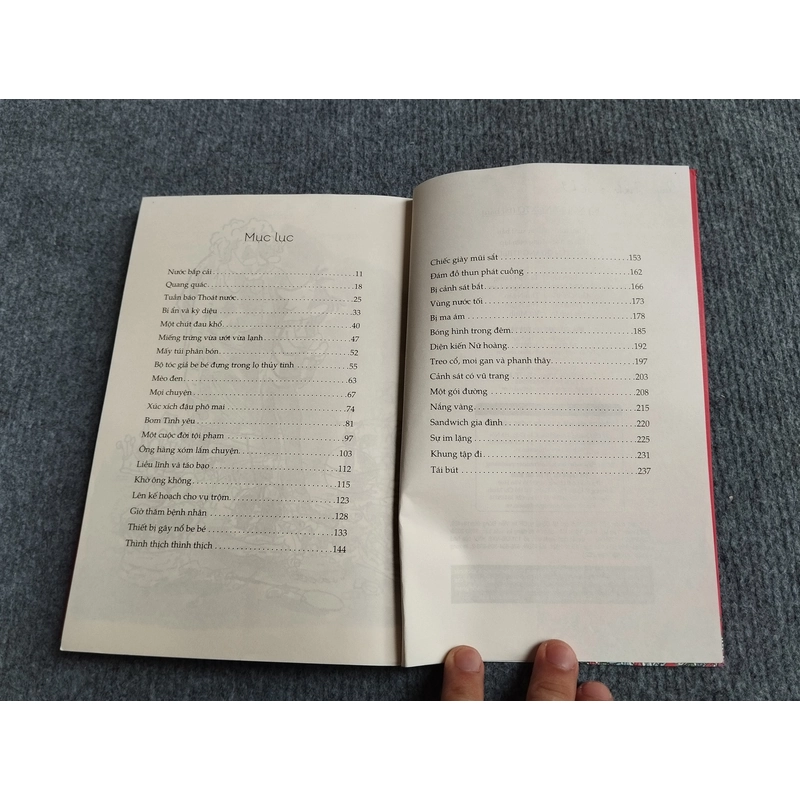 Mục lục
Nước bắp cải 11
Quang quác 18
Tuần báo Thoát nước 25
Bí ẩn và kỳ diệu 33
Một chút đau khổ 40
Miếng trứng vừa ướt vừa lạnh 47
Mấy túi phân bón 52
Bộ tóc giả be bé đựng trong lọ thủy tinh 55
Mèo đen 63
Mọi chuyện 67
Xúc xích đậu phô mai 74
Bom Tình yêu 81
Một cuộc đời tội phạm 97
Ông hàng xóm lắm chuyện 103
Liều lĩnh và táo bạo 112
Khờ ông không 115
Lên kế hoạch cho vụ trộm 123
Giờ thăm bệnh nhân 128
Thiết bị gây nổ be bé 133
Thình thịch thình thịch 144
Chiếc giày mũi sắt 153
Đám đồ thun phát cuồng 162
Bị cảnh sát bắt 166
Vùng nước tối 173
Bị ma ám 178
Bóng hình trong đêm 185
Diện kiến Nữ hoàng 192
Treo cổ, moi gan và phanh thây 197
Cảnh sát có vũ trang 203
Một gói đường 208
Nắng vàng 215
Sandwich gia đình 220
Sự im lặng 225
Khung tập đi 231
Tái bút 237